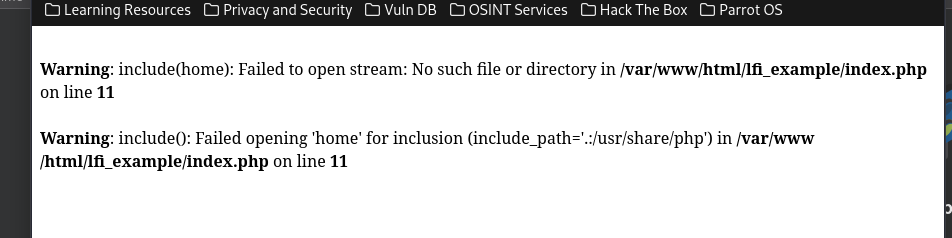 Learning Resources Privacy and Security Vuln DB OSINT Services Hack The Box Parrot OS
Warning: include(home): Failed to open stream: No such file or directory in /var/www/html/lfi_example/index.php
on line 11
Warning: include(): Failed opening 'home' for inclusion (include_path='.:/usr/share/php') in /var/www
/html/lfi_example/index.php on line 11